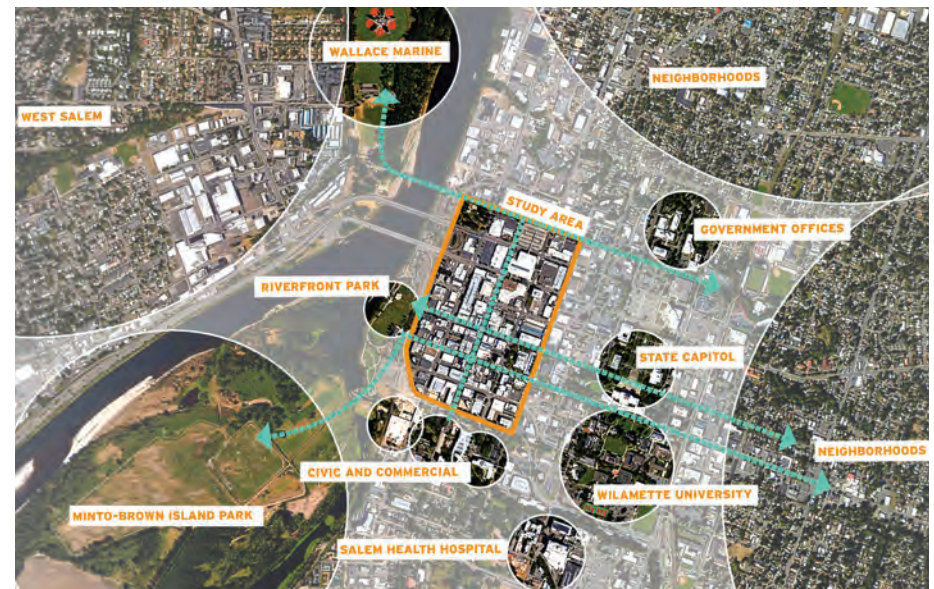 WALLACE MARINE
NEIGHBORHOODS
WEST SALEM
STUDY AREA
GOVERNMENT OFFICES
RIVERFRONT PARK
STATE CAPITOL
NEIGHBORHOODS
CIVIC AND COMMERCIAL
WILAMETTE UNIVERSITY
MINTO-BROWN ISLAND PARK
SALEM HEALTH HOSPITAL